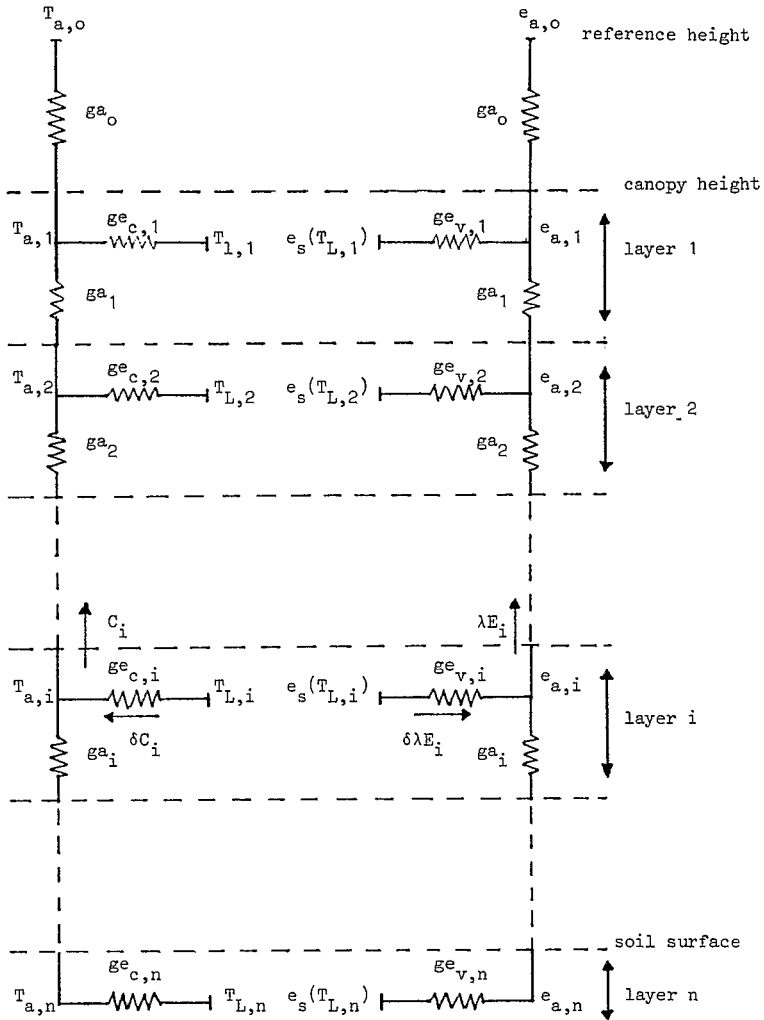 T_a,o e_a,o reference height
ga_o ga_o
canopy height
T_a,1 ge_c,1 T_l,1 e_s(T_L,1) ge_v,1 e_a,1 layer 1
ga_1 ga_1
T_a,2 ge_c,2 T_L,2 e_s(T_L,2) ge_v,2 e_a,2 layer 2
ga_2 ga_2
C_i λE_i
T_a,i ge_c,i T_L,i e_s(T_L,i) ge_v,i e_a,i layer i
δC_i δλE_i
ga_i ga_i
soil surface
T_a,n ge_c,n T_L,n e_s(T_L,n) ge_v,n e_a,n layer n